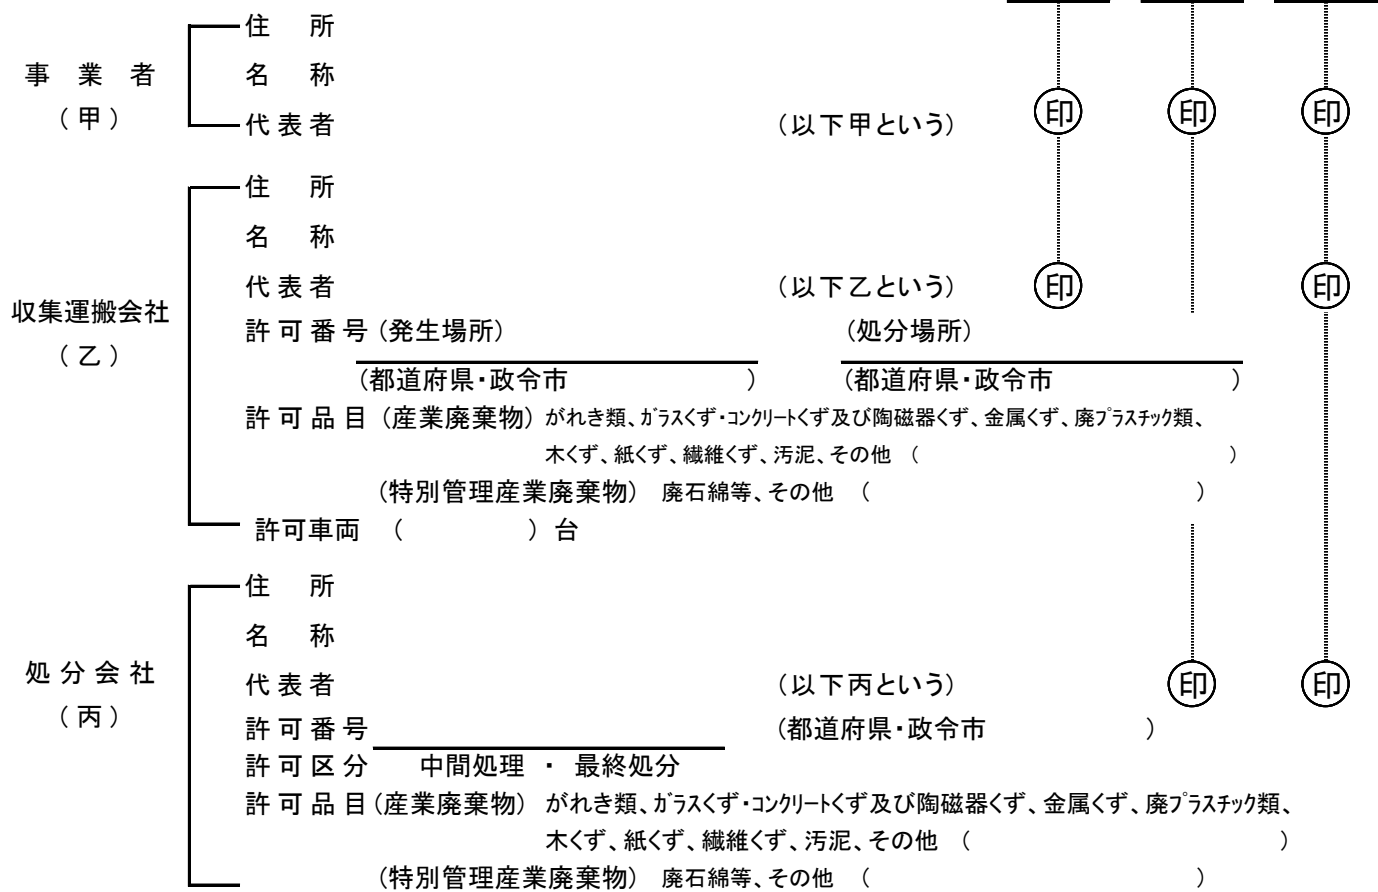 住　所
事　業　者　名　称
（甲）　印　印　印
代表者　（以下甲という）
住　所
名　称
代表者　（以下乙という）　印　印
収集運搬会社
許可番号（発生場所）　（処分場所）
（乙）
（都道府県・政令市　　　）　（都道府県・政令市　　　）
許可品目（産業廃棄物）がれき類、ｶﾞﾗｽくず・ｺﾝｸﾘｰﾄくず及び陶磁器くず、金属くず、廃ﾌﾟﾗｽﾁｯｸ類、
木くず、紙くず、繊維くず、汚泥、その他　（　　　）
（特別管理産業廃棄物）　廃石綿等、その他　（　　　）
許可車両　（　　　）台
住　所
名　称
処分会社
代表者　（以下丙という）　印　印
（丙）
許可番号　（都道府県・政令市　　　）
許可区分　中間処理　・　最終処分
許可品目（産業廃棄物）　がれき類、ｶﾞﾗｽくず・ｺﾝｸﾘｰﾄくず及び陶磁器くず、金属くず、廃ﾌﾟﾗｽﾁｯｸ類、
木くず、紙くず、繊維くず、汚泥、その他　（　　　）
（特別管理産業廃棄物）　廃石綿等、その他　（　　　）